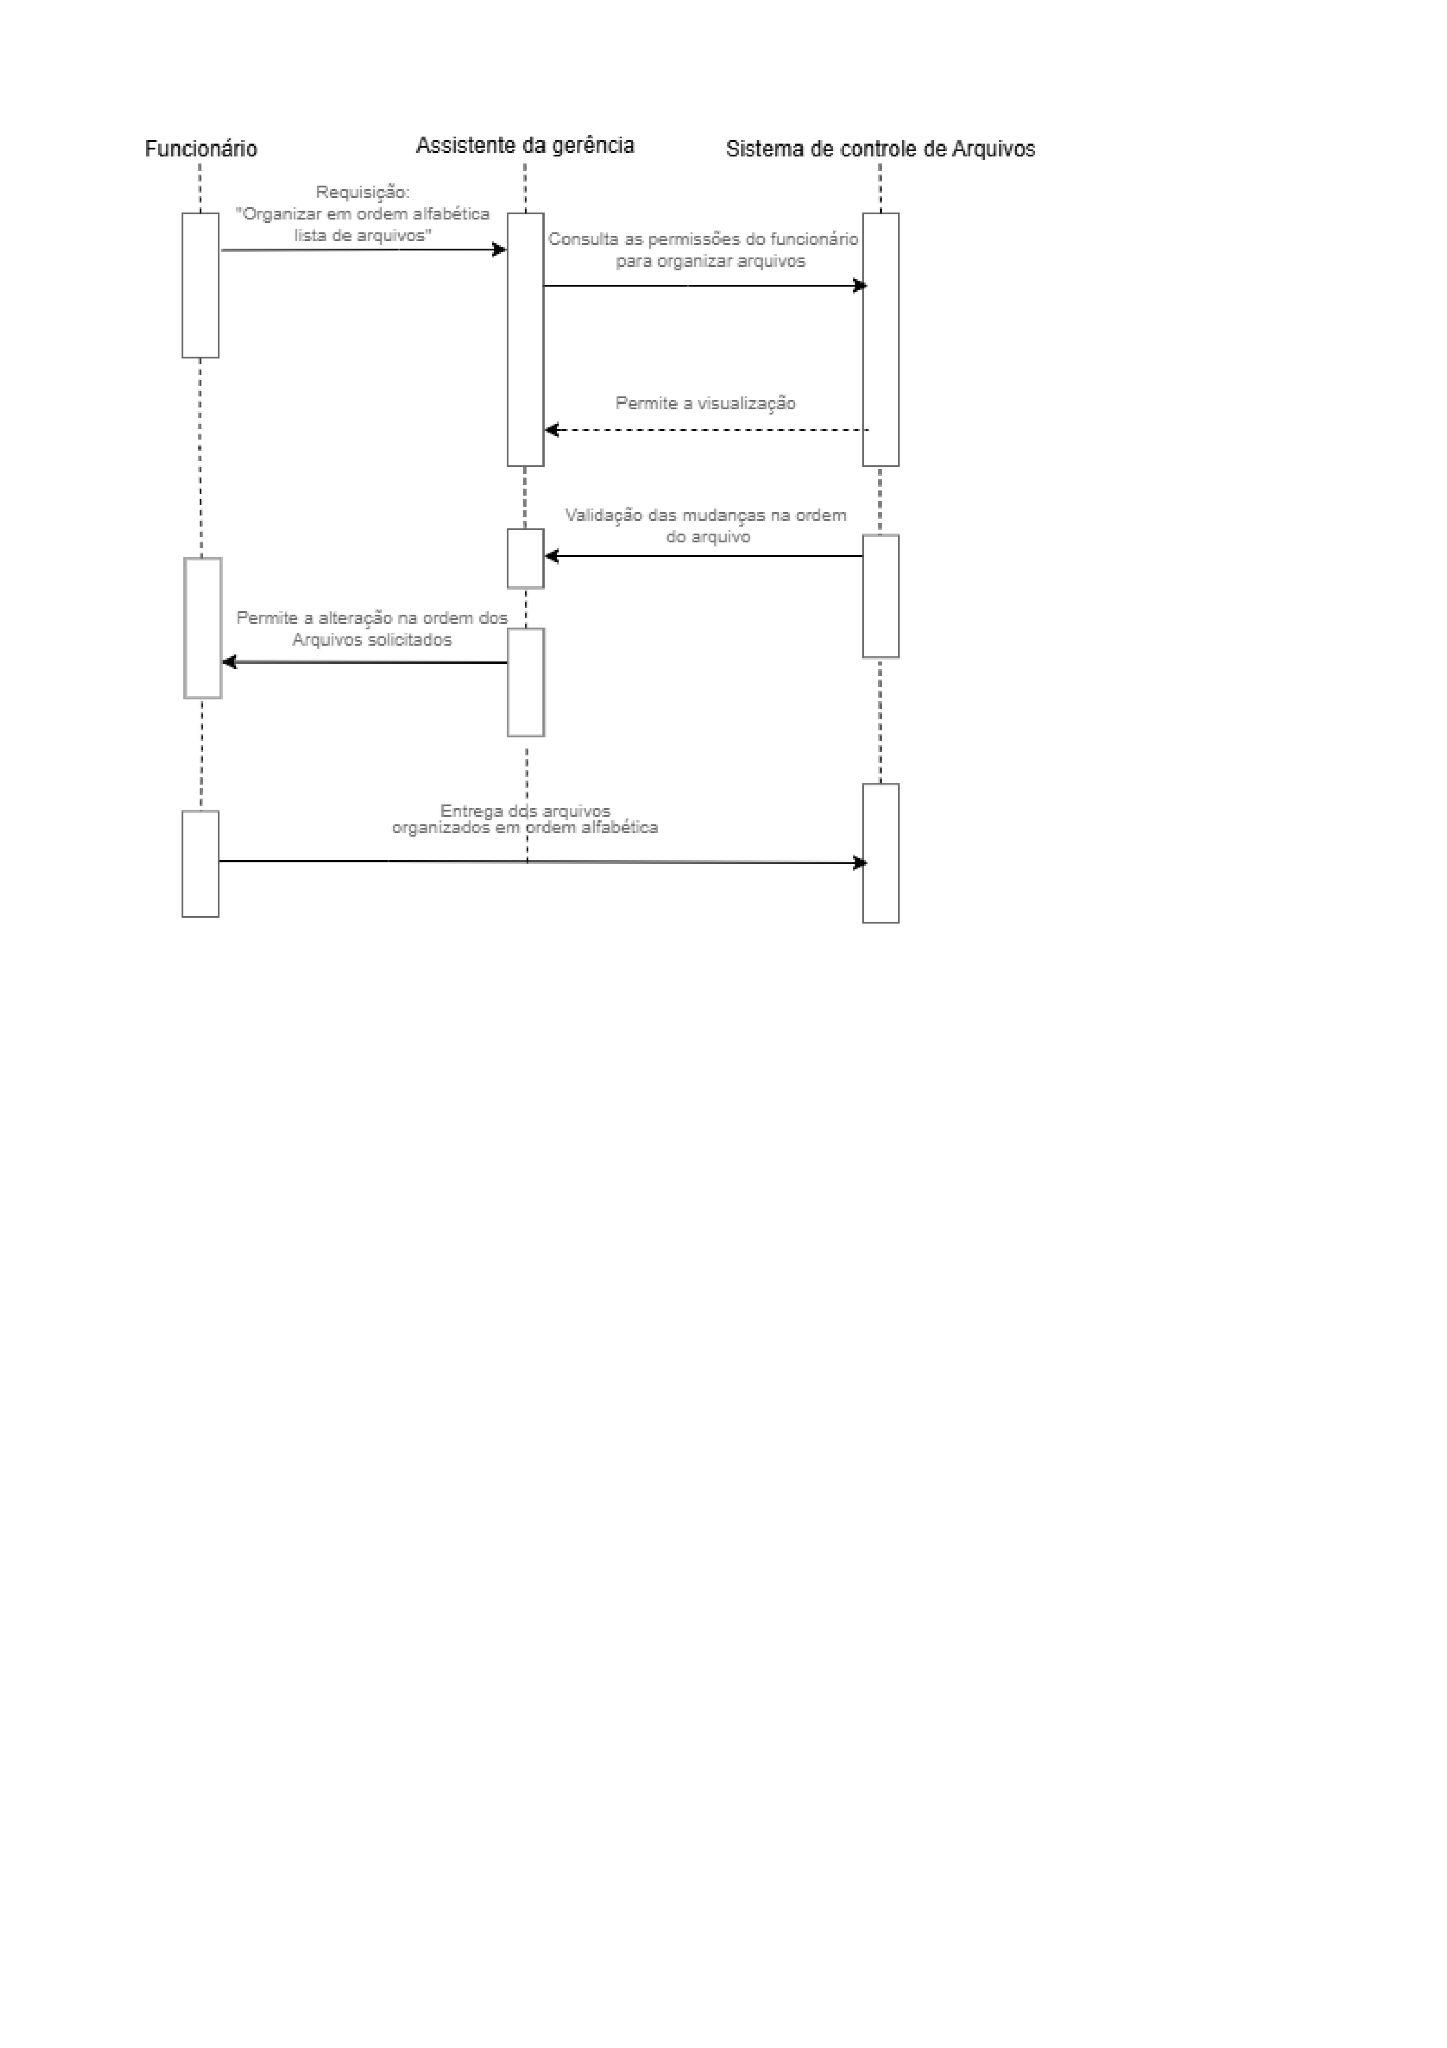 Funcionário
Assistente da gerência
Sistema de controle de Arquivos
Requisição:
"Organizar em ordem alfabética
lista de arquivos"
Consulta as permissões do funcionário
para organizar arquivos
Permite a visualização
Validação das mudanças na ordem
do arquivo
Permite a alteração na ordem dos
Arquivos solicitados
Entrega dos arquivos
organizados em ordem alfabética